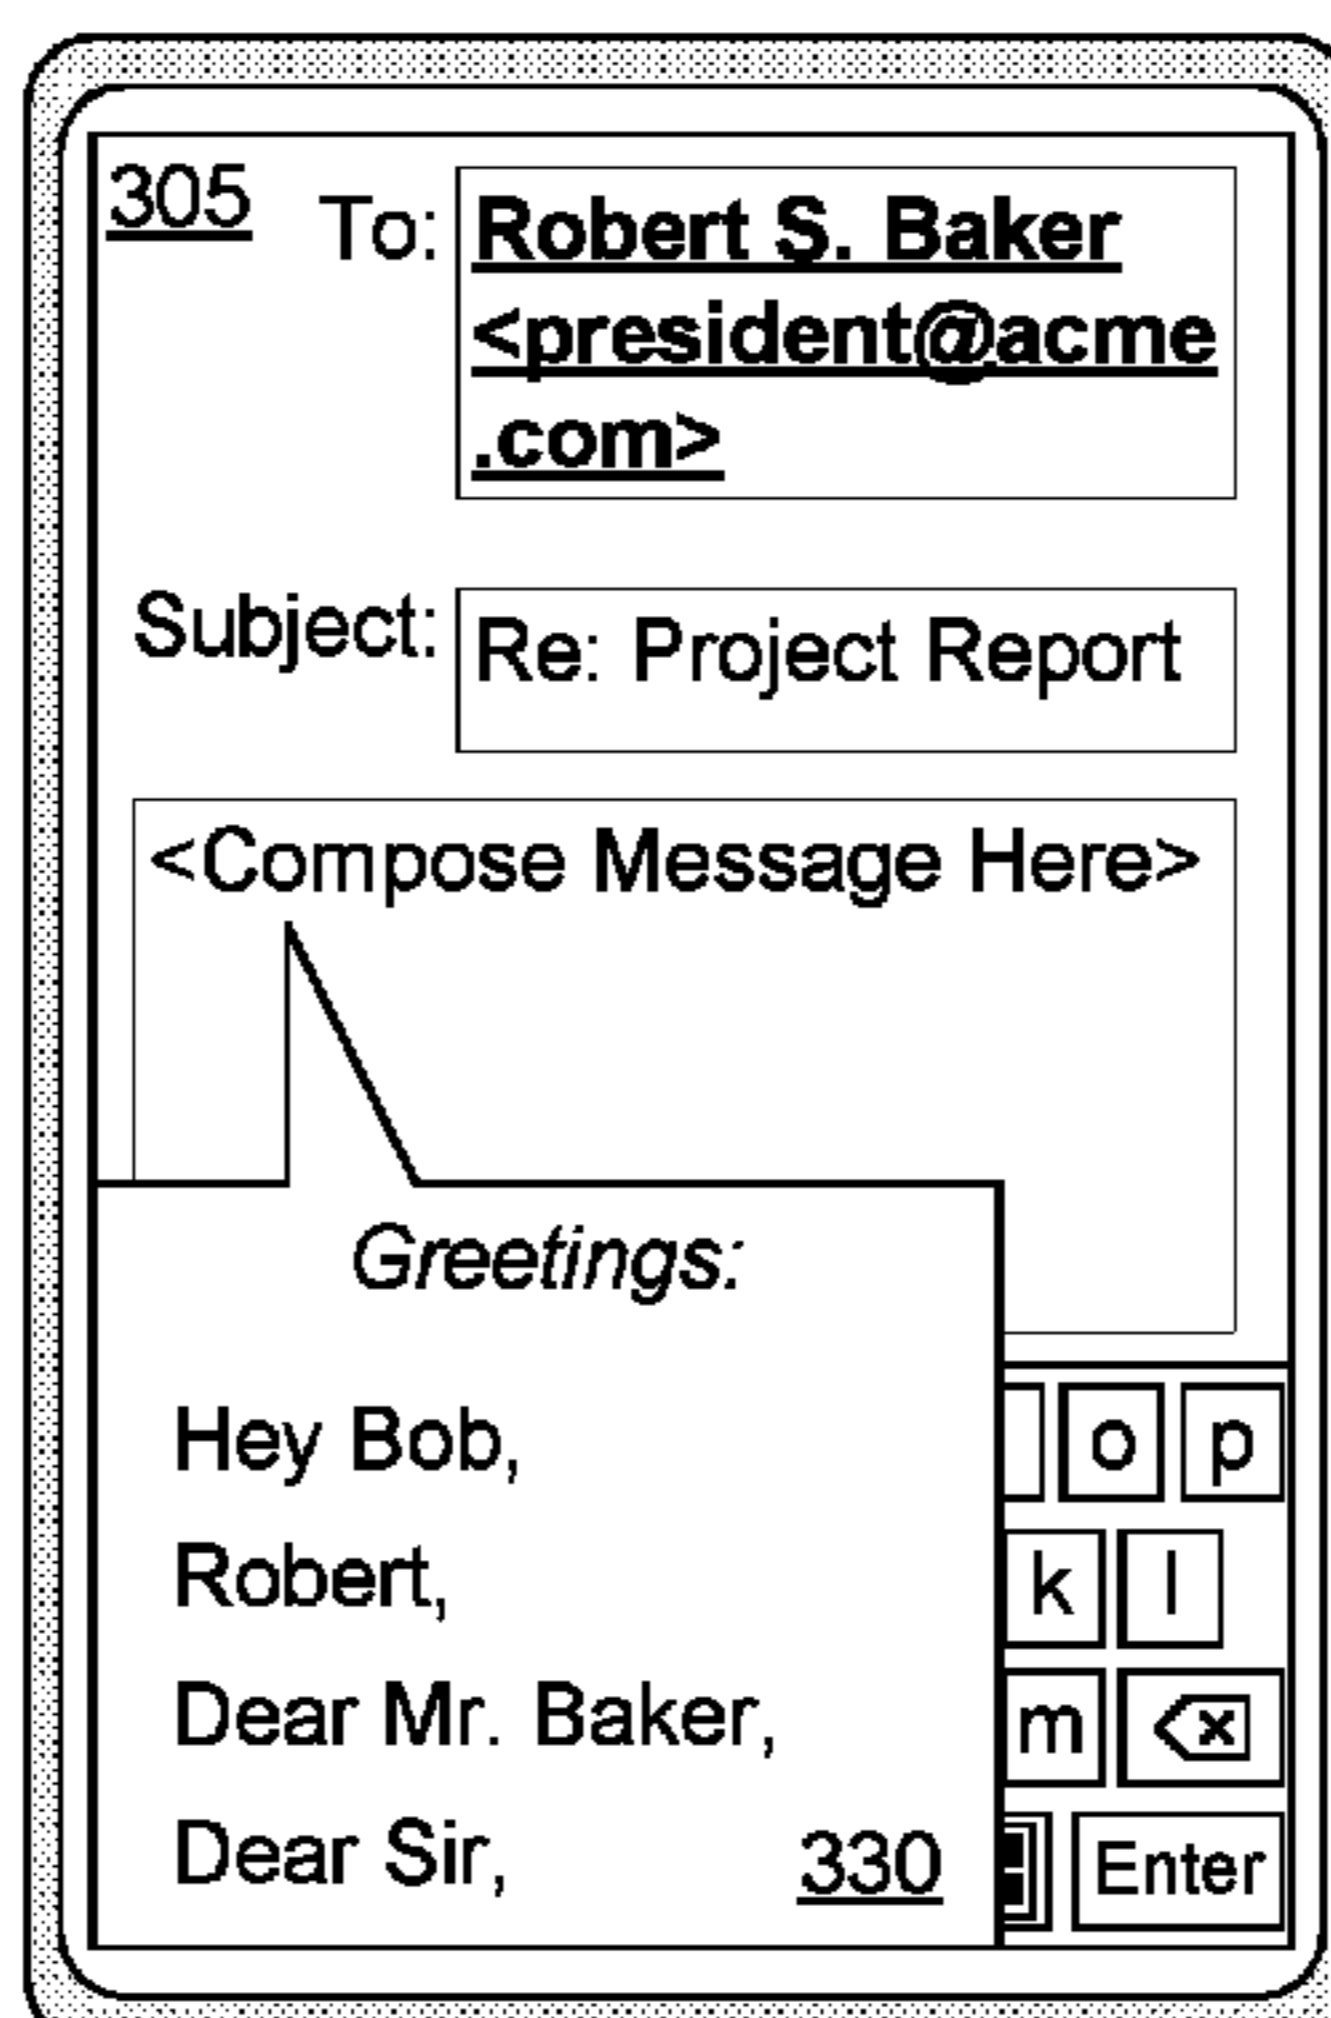 305
To: Robert S. Baker
<president@acme
.com>
Subject: Re: Project Report
<Compose Message Here>
Greetings:
Hey Bob,
Robert,
Dear Mr. Baker,
Dear Sir,
330
o p
k l
m
Enter